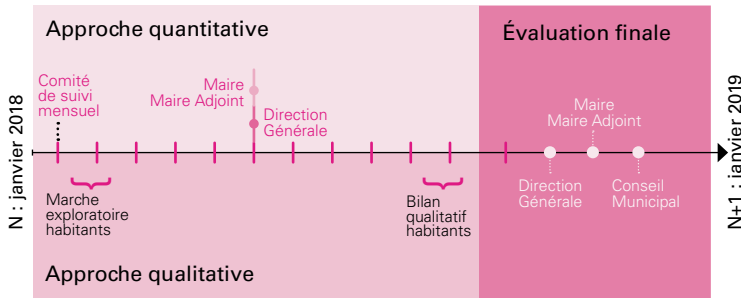 Approche quantitative
Évaluation finale
N : janvier 2018
Comité
de suivi
mensuel
Maire
Maire Adjoint
Direction
Générale
Maire
Maire Adjoint
Marche
exploratoire
habitants
Bilan
qualitatif
habitants
Direction
Générale
Conseil
Municipal
N+1 : janvier 2019
Approche qualitative